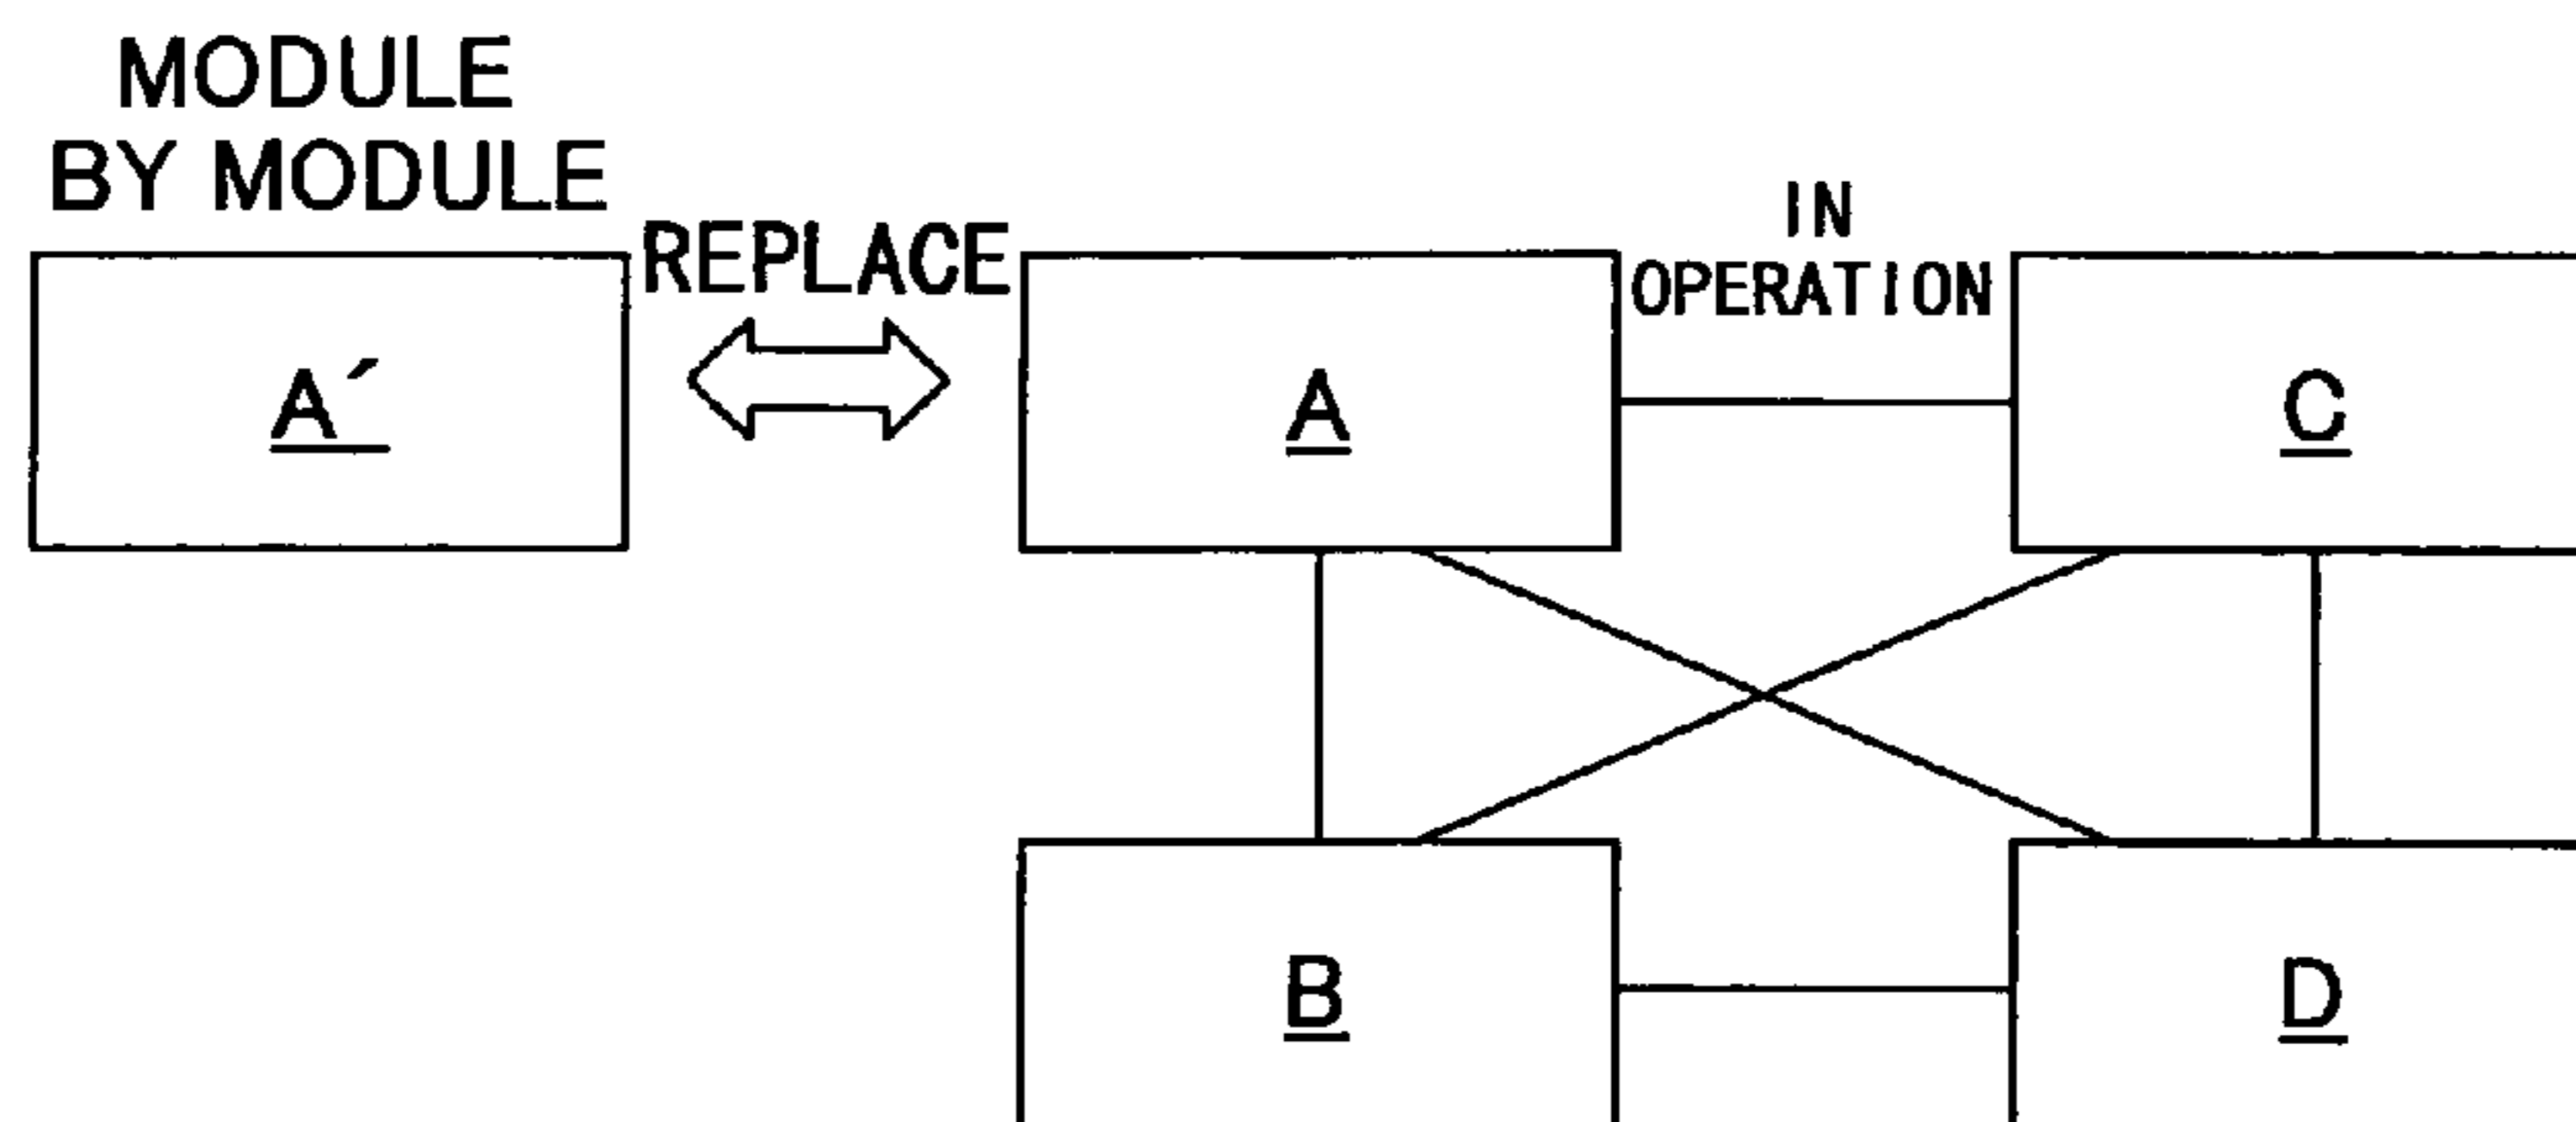 MODULE
BY MODULE
REPLACE
IN
OPERATION
A´
A
C
B
D